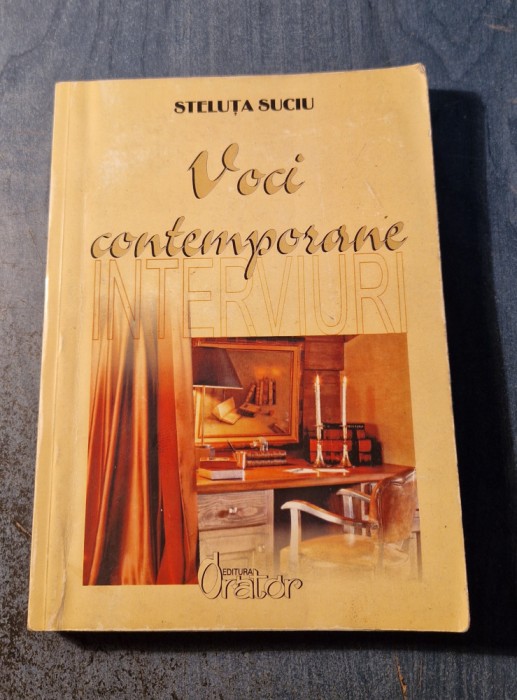 STELUȚA SUCIU
Voci
contemporane
INTERVIURI
EDITURA
Orator